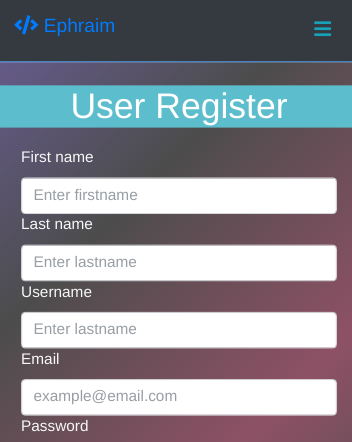 Ephraim
User Register
First name
Enter firstname
Last name
Enter lastname
Username
Enter lastname
Email
example@email.com
Password